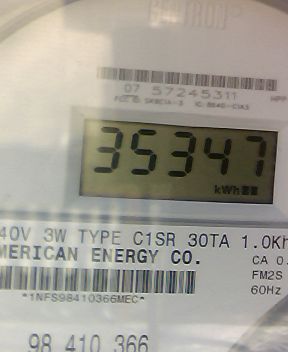 07 57245311
35347
kWh
40V 3W TYPE C1SR 30TA 1.0Kh
MERICAN ENERGY CO.
CA 0.
FM2S
60Hz
*1NFS98410366MEC*
98 410 366